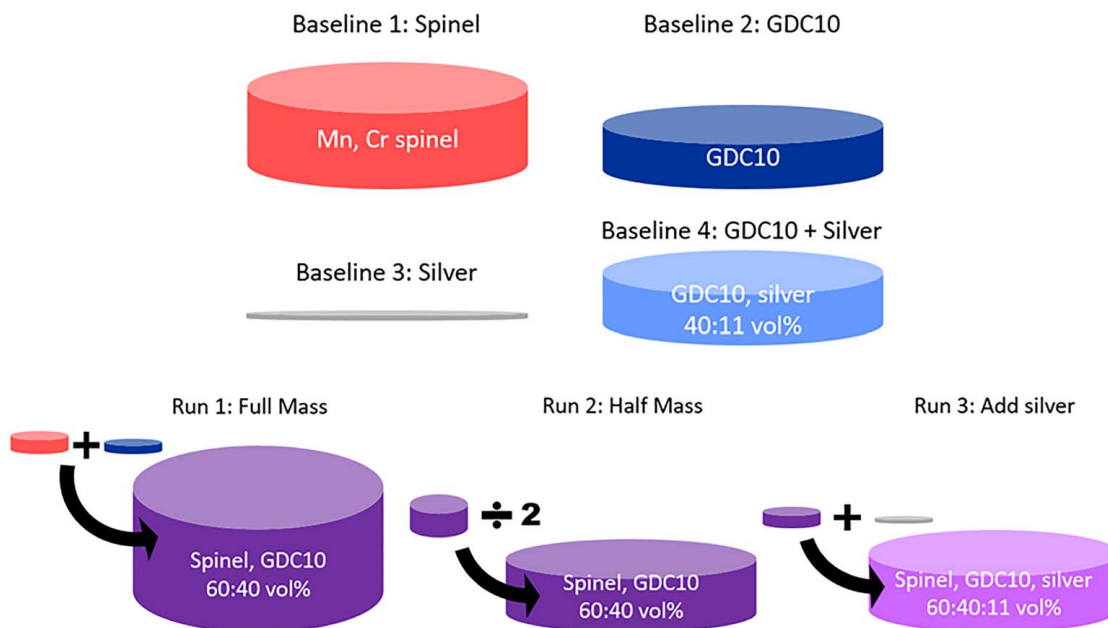 Baseline 1: Spinel
Baseline 2: GDC10
Mn, Cr spinel
GDC10
Baseline 3: Silver
Baseline 4: GDC10 + Silver
GDC10, silver
40:11 vol%
Run 1: Full Mass
Run 2: Half Mass
Run 3: Add silver
+
÷ 2
+
Spinel, GDC10
60:40 vol%
Spinel, GDC10
60:40 vol%
Spinel, GDC10, silver
60:40:11 vol%